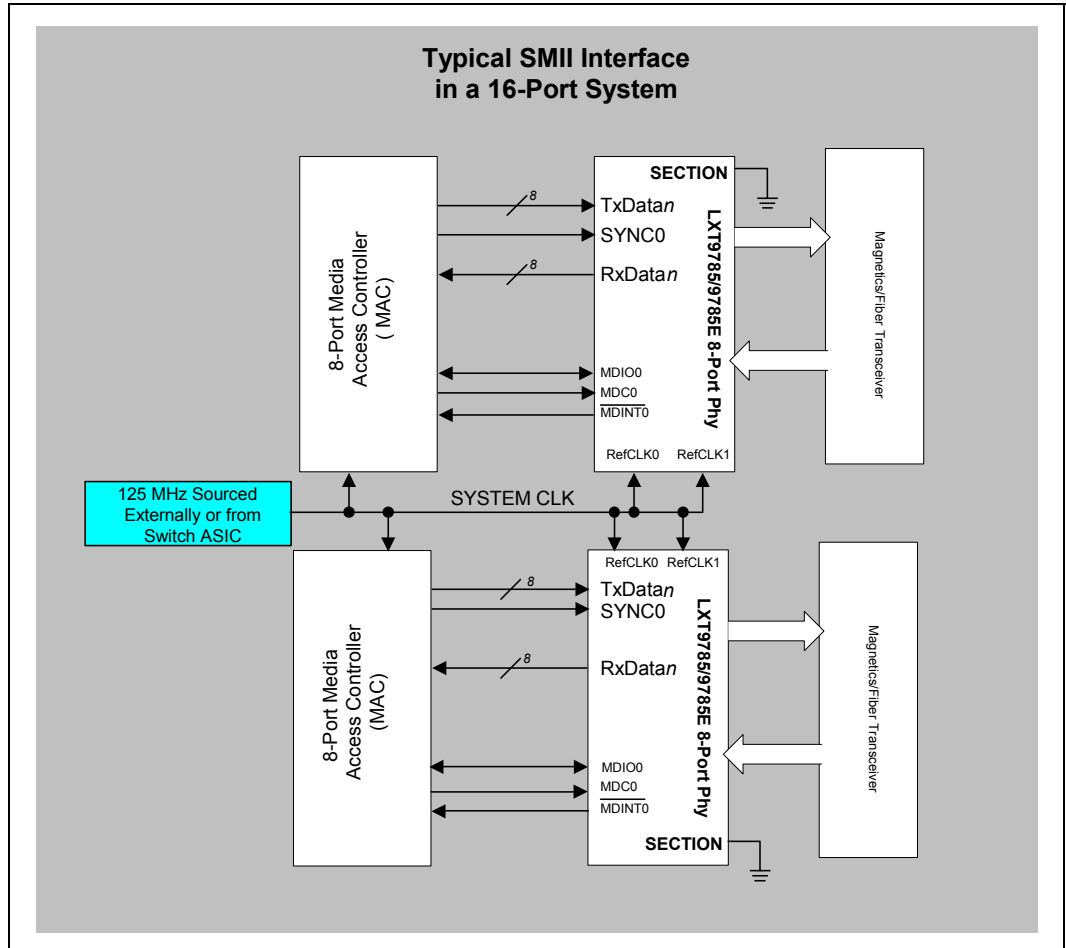 Typical SMII Interface
in a 16-Port System
8-Port Media
Access Controller
( MAC)
8
8
SECTION
TxDatan
SYNC0
RxDatan
MDIO0
MDC0
MDINT0
RefCLK0 RefCLK1
LXT9785/9785E 8-Port Phy
Magnetics/Fiber Transceiver
125 MHz Sourced
Externally or from
Switch ASIC
SYSTEM CLK
8-Port Media
Access Controller
(MAC)
8
8
RefCLK0 RefCLK1
TxDatan
SYNC0
RxDatan
MDIO0
MDC0
MDINT0
SECTION
LXT9785/9785E 8-Port Phy
Magnetics/Fiber Transceiver